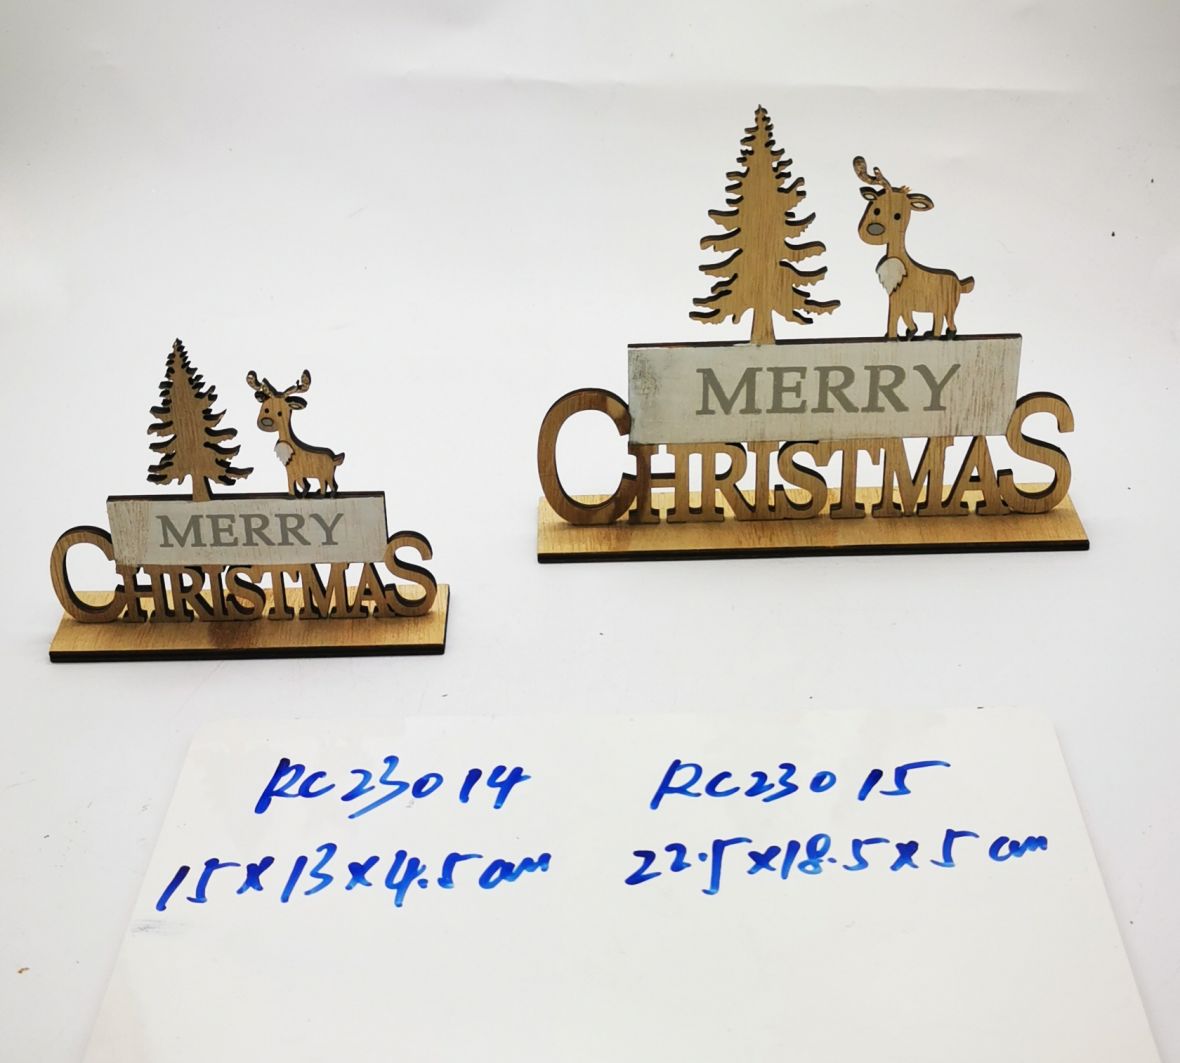 MERRY
CHRISTMAS
MERRY
CHRISTMAS
RC23014 RC23015
15x13x4.5cm 22.5x18.5x5cm